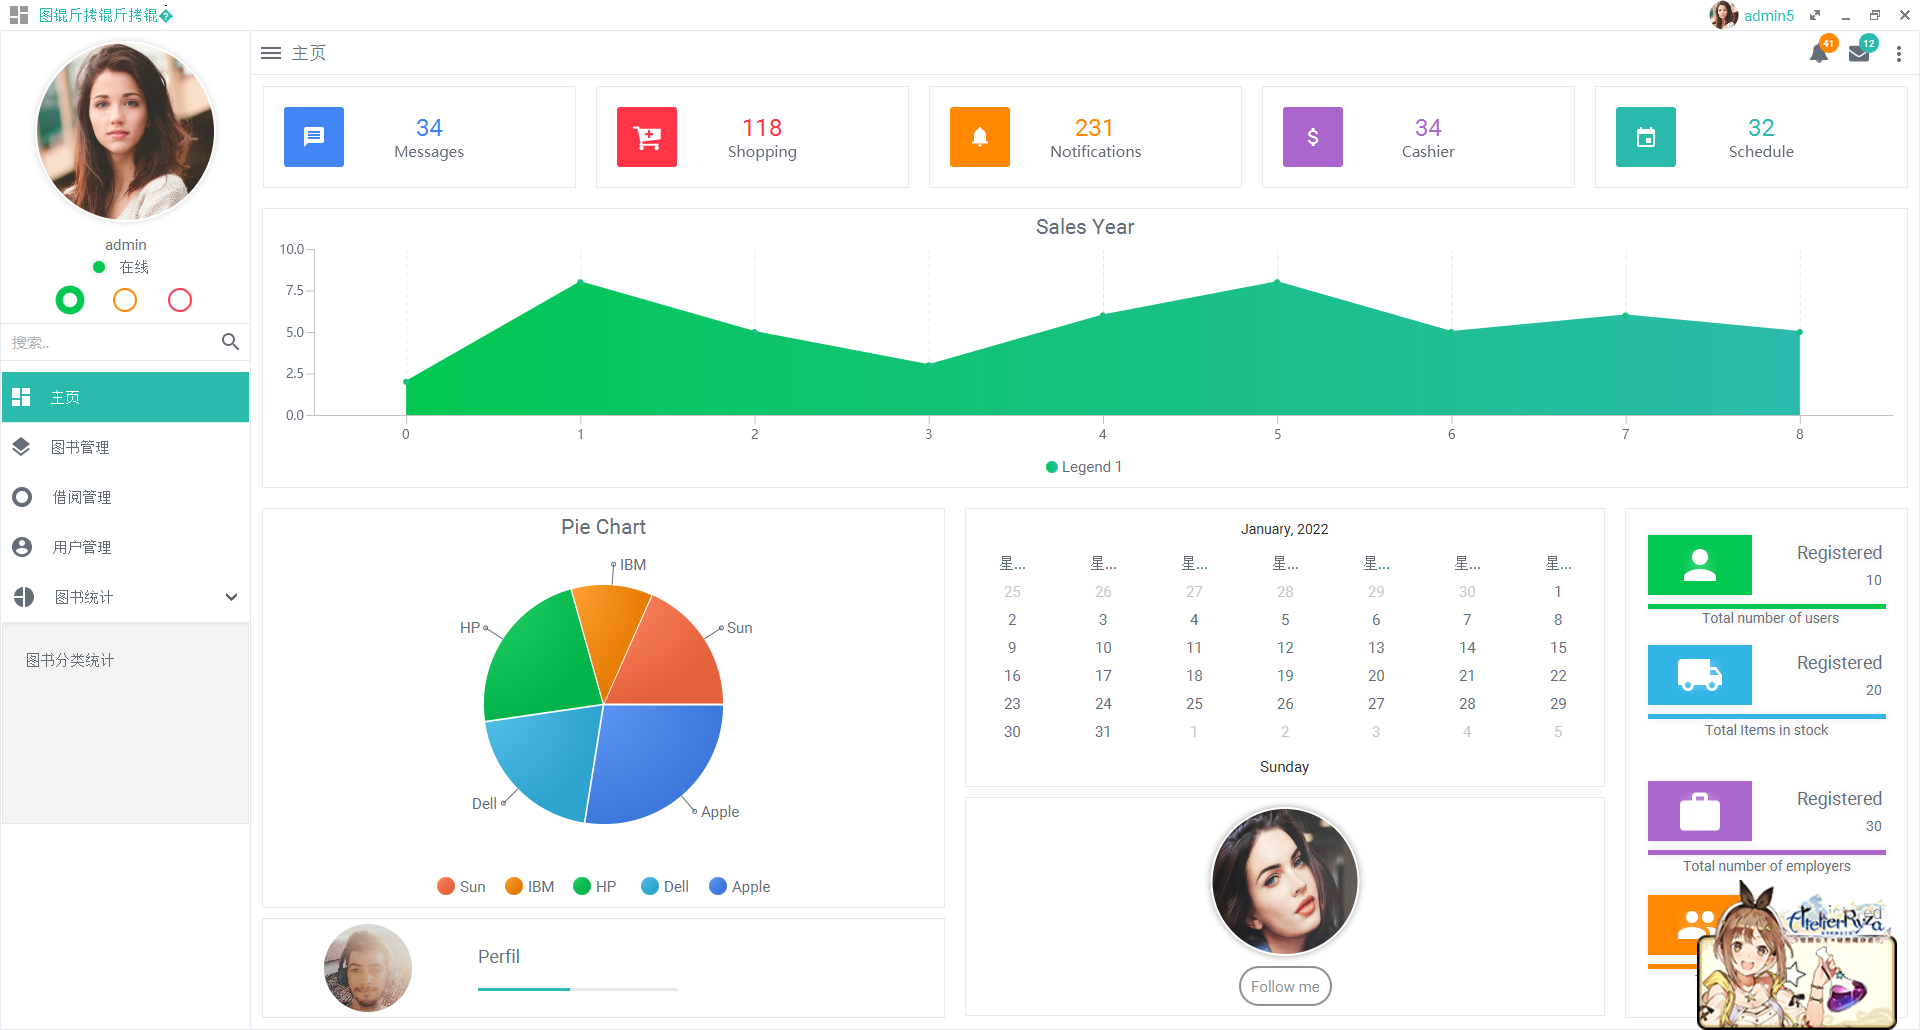 图锟斤拷锟斤拷锟�
admin5
主页
41
12
admin
在线
搜索..
主页
图书管理
借阅管理
用户管理
图书统计
图书分类统计
34
Messages
118
Shopping
231
Notifications
34
Cashier
32
Schedule
Sales Year
10.0
7.5
5.0
2.5
0.0
0 1 2 3 4 5 6 7 8
Legend 1
Pie Chart
IBM
Sun
HP
Dell
Apple
Sun IBM HP Dell Apple
January, 2022
星... 星... 星... 星... 星... 星... 星...
25 26 27 28 29 30 1
2 3 4 5 6 7 8
9 10 11 12 13 14 15
16 17 18 19 20 21 22
23 24 25 26 27 28 29
30 31 1 2 3 4 5
Sunday
Registered
10
Total number of users
Registered
20
Total Items in stock
Registered
30
Total number of employers
Perfil
Follow me
Atelier Ryza